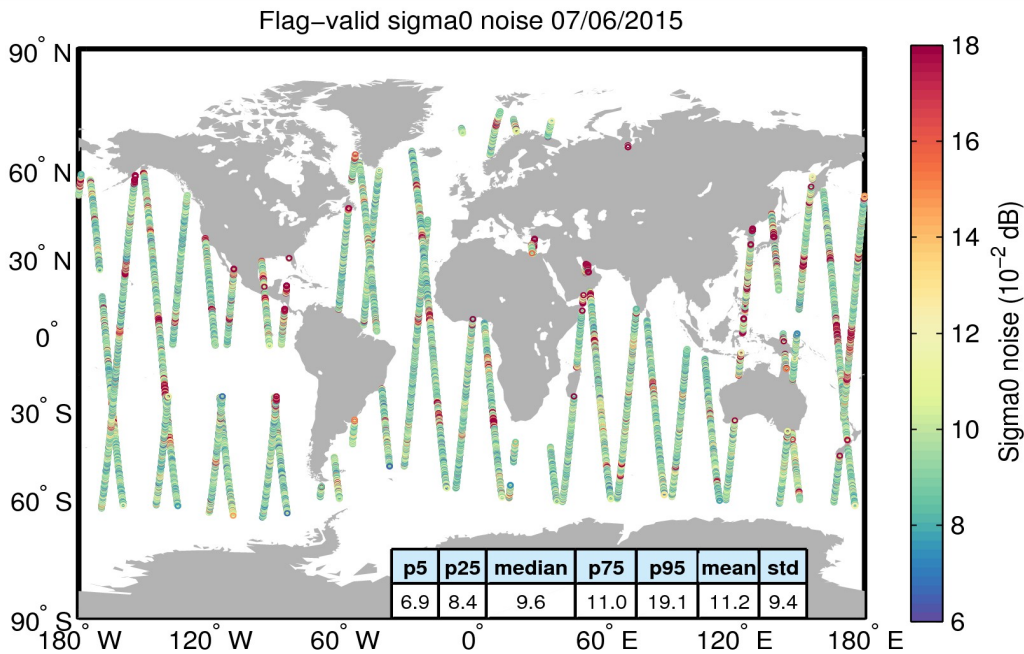 Flag−valid sigma0 noise 07/06/2015
90° N
60° N
30° N
0°
30° S
60° S
90° S
180° W 120° W 60° W 0° 60° E 120° E 180° E
p5 p25 median p75 p95 mean std
6.9 8.4 9.6 11.0 19.1 11.2 9.4
18
16
14
12
10
8
6
Sigma0 noise (10⁻² dB)